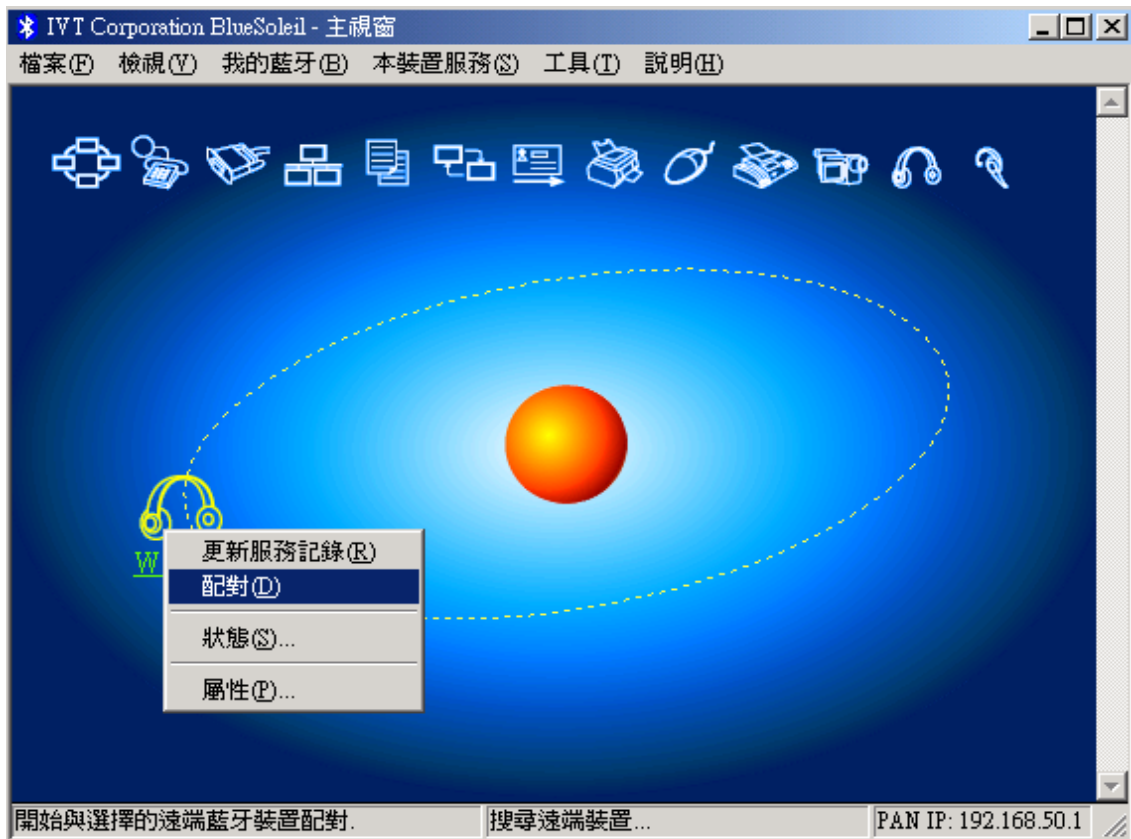 IVT Corporation BlueSoleil - 主視窗
檔案(F) 檢視(V) 我的藍牙(B) 本裝置服務(S) 工具(T) 說明(H)
W
更新服務記錄(R)
配對(D)
狀態(S)...
屬性(P)...
開始與選擇的遠端藍牙裝置配對. 搜尋遠端裝置... PAN IP: 192.168.50.1